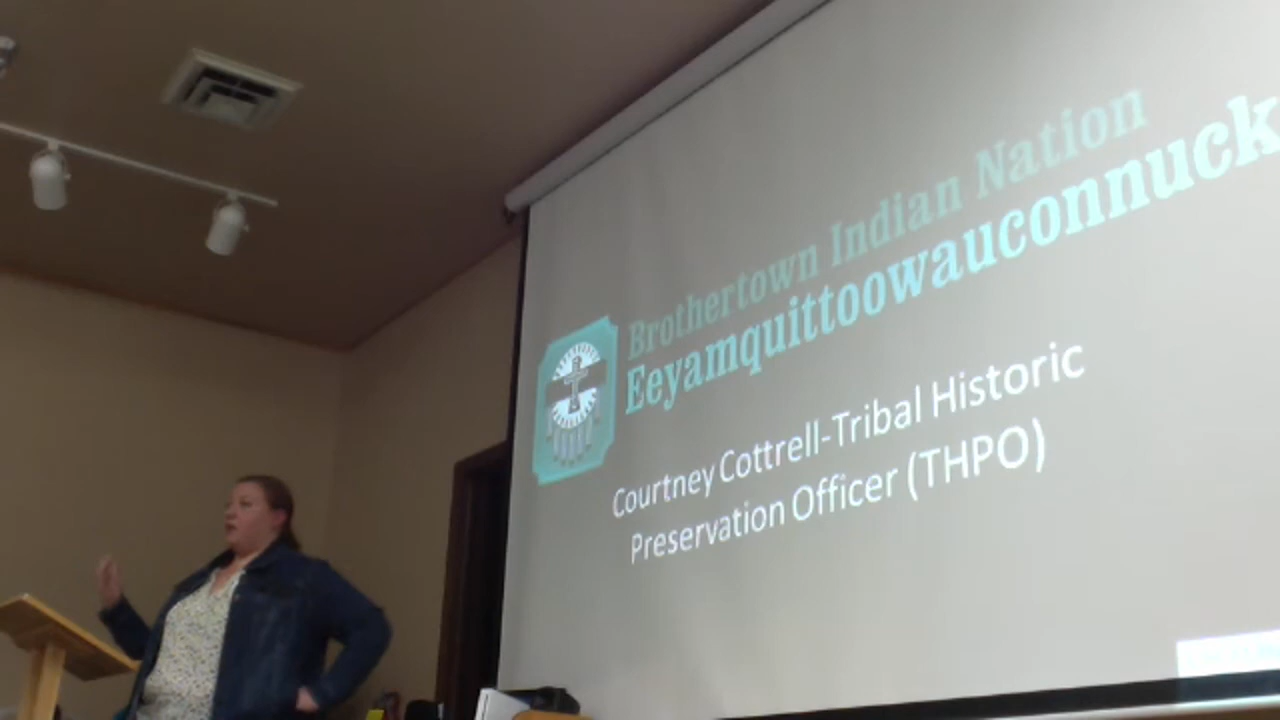 Brothertown Indian Nation
Eeyamquittoowauconnuck
Courtney Cottrell-Tribal Historic
Preservation Officer (THPO)